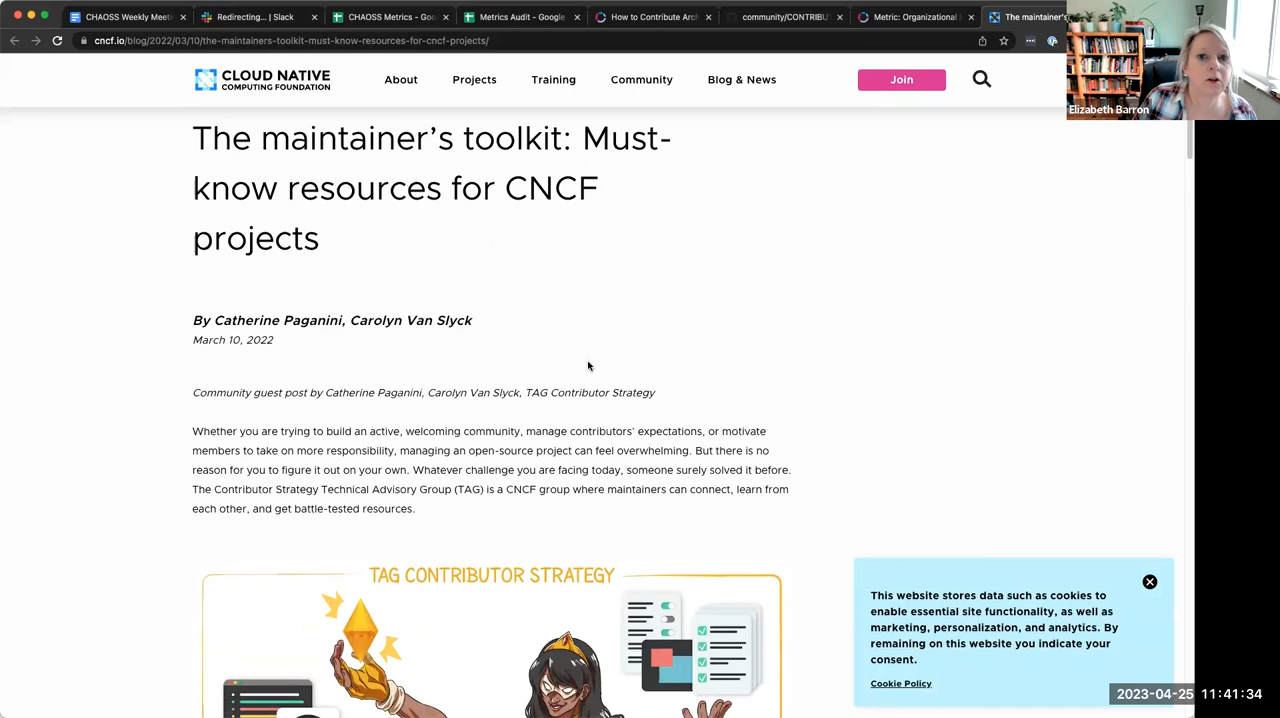 CHAOSS Weekly Meeti
Redirecting... | Slack
CHAOSS Metrics - Goo
Metrics Audit - Google
How to Contribute Arc
community/CONTRIBU
Metric: Organizational
The maintainer's
cncf.io/blog/2022/03/10/the-maintainers-toolkit-must-know-resources-for-cncf-projects/
Elizabeth Barron
CLOUD NATIVE
COMPUTING FOUNDATION
About
Projects
Training
Community
Blog & News
Join
The maintainer's toolkit: Must-
know resources for CNCF
projects
By Catherine Paganini, Carolyn Van Slyck
March 10, 2022
Community guest post by Catherine Paganini, Carolyn Van Slyck, TAG Contributor Strategy
Whether you are trying to build an active, welcoming community, manage contributors' expectations, or motivate
members to take on more responsibility, managing an open-source project can feel overwhelming. But there is no
reason for you to figure it out on your own. Whatever challenge you are facing today, someone surely solved it before.
The Contributor Strategy Technical Advisory Group (TAG) is a CNCF group where maintainers can connect, learn from
each other, and get battle-tested resources.
TAG CONTRIBUTOR STRATEGY
This website stores data such as cookies to
enable essential site functionality, as well as
marketing, personalization, and analytics. By
remaining on this website you indicate your
consent.
Cookie Policy
2023-04-25 11:41:34